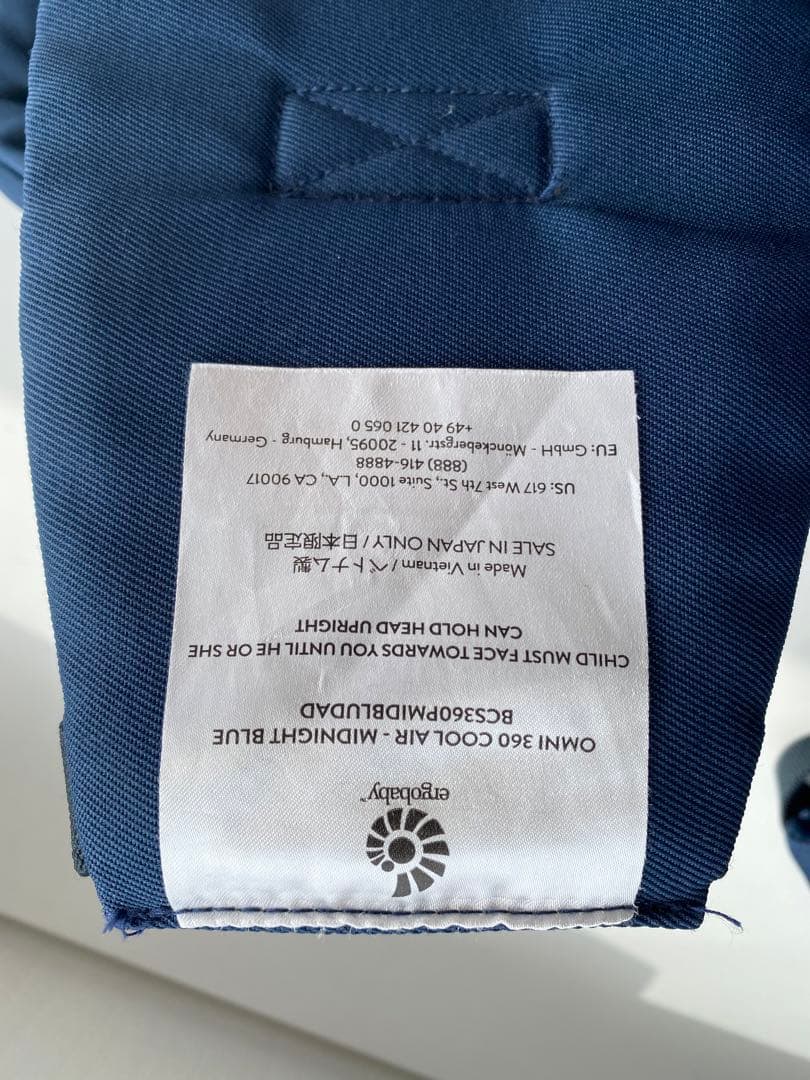 ergobaby™
OMNI 360 COOL AIR - MIDNIGHT BLUE
BCS360PMIDBLUDAD
CHILD MUST FACE TOWARDS YOU UNTIL HE OR SHE
CAN HOLD HEAD UPRIGHT
Made in Vietnam / ベトナム製
SALE IN JAPAN ONLY / 日本限定品
US: 617 West 7th St., Suite 1000, L.A., CA 90017
(888) 416-4888
EU: GmbH - Mönckebergstr. 11 - 20095, Hamburg - Germany -
+49 40 421 065 0